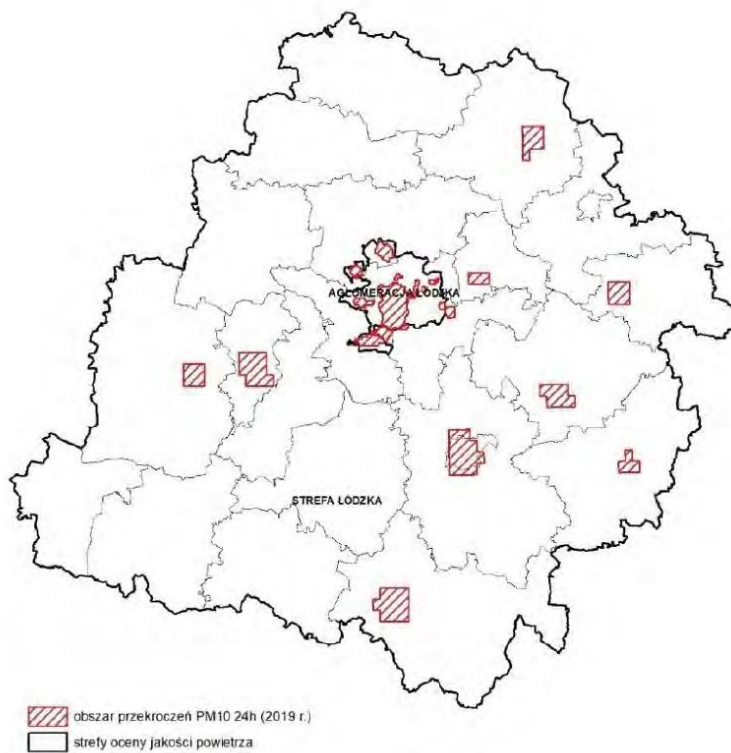 AGLOMERACJA ŁÓDZKA
STREFA ŁÓDZKA
obszar przekroczeń PM10 24h (2019 r.)
strefy oceny jakości powietrza